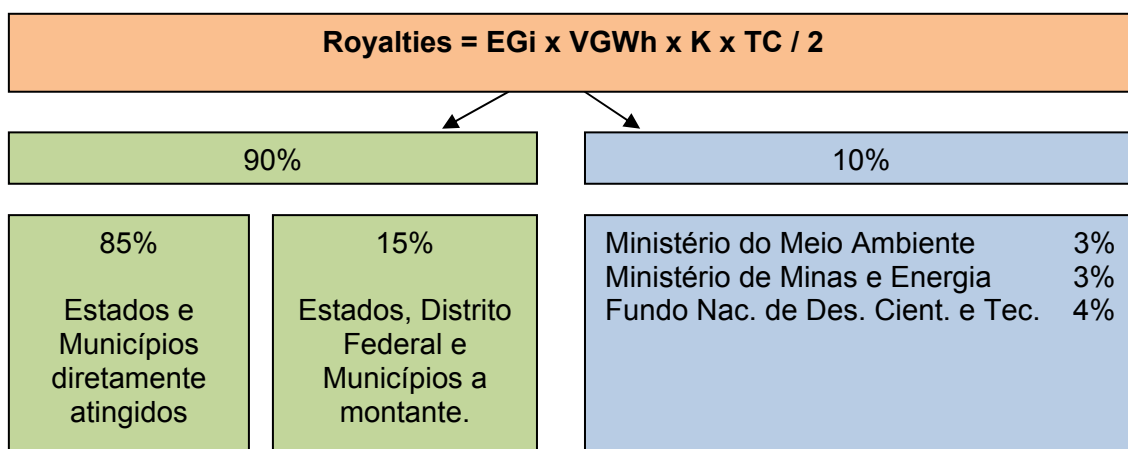 Royalties = EGi x VGWh x K x TC / 2
90%
10%
85%
Estados e
Municípios
diretamente
atingidos
15%
Estados, Distrito
Federal e
Municípios a
montante.
Ministério do Meio Ambiente 3%
Ministério de Minas e Energia 3%
Fundo Nac. de Des. Cient. e Tec. 4%